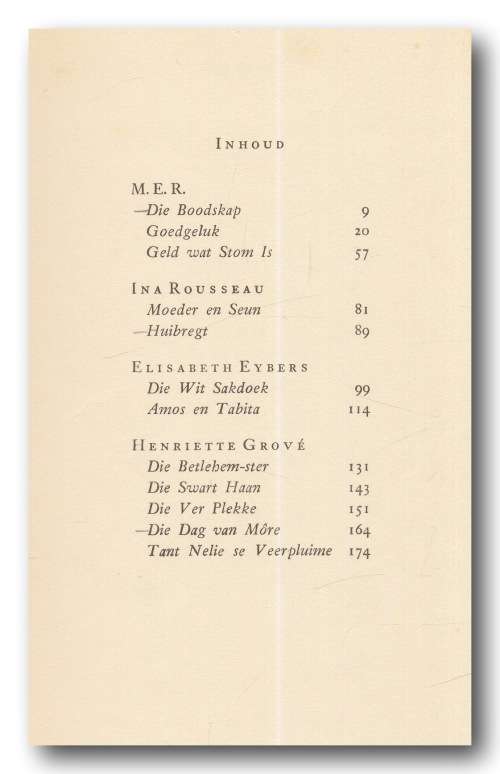 INHOUD
M. E. R.
—Die Boodskap 9
Goedgeluk 20
Geld wat Stom Is 57
INA ROUSSEAU
Moeder en Seun 81
—Huibregt 89
ELISABETH EYBERS
Die Wit Sakdoek 99
Amos en Tabita 114
HENRIETTE GROVÉ
Die Betlehem-ster 131
Die Swart Haan 143
Die Ver Plekke 151
—Die Dag van Môre 164
Tant Nelie se Veerpluime 174